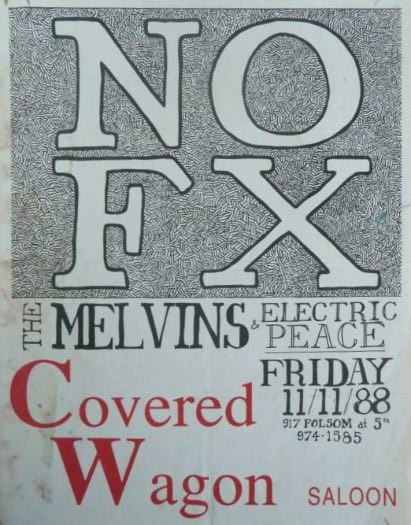 NO
FX
THE MELVINS & ELECTRIC PEACE
Covered
Wagon
SALOON
FRIDAY
11/11/88
917 FOLSOM at 5th
974-1585